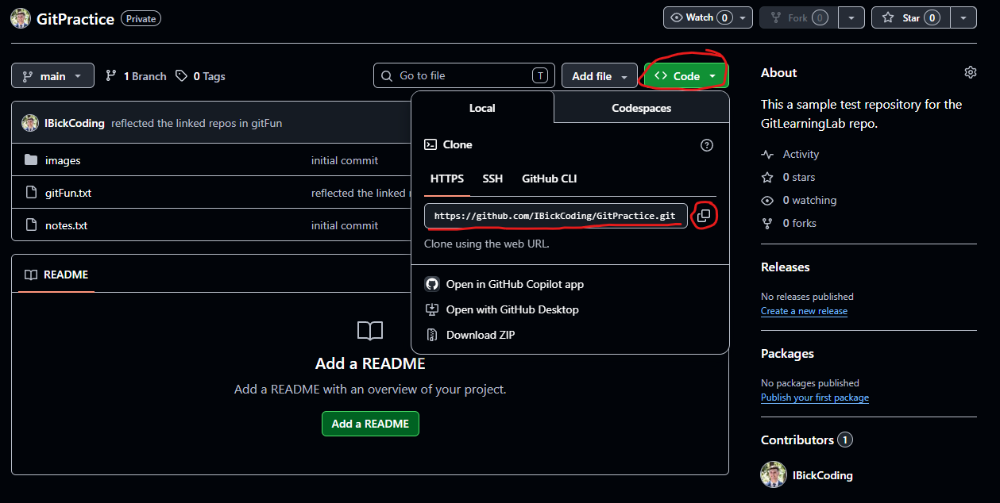 GitPractice Private
Watch 0
Fork 0
Star 0
main
1 Branch
0 Tags
Go to file
T
Add file
<> Code
IBickCoding reflected the linked repos in gitFun
images initial commit
gitFun.txt reflected the linked
notes.txt initial commit
README
Add a README
Add a README with an overview of your project.
Add a README
Local
Codespaces
Clone
HTTPS
SSH
GitHub CLI
https://github.com/IBickCoding/GitPractice.git
Clone using the web URL.
Open in GitHub Copilot app
Open with GitHub Desktop
Download ZIP
About
This a sample test repository for the
GitLearningLab repo.
Activity
0 stars
0 watching
0 forks
Releases
No releases published
Create a new release
Packages
No packages published
Publish your first package
Contributors 1
IBickCoding